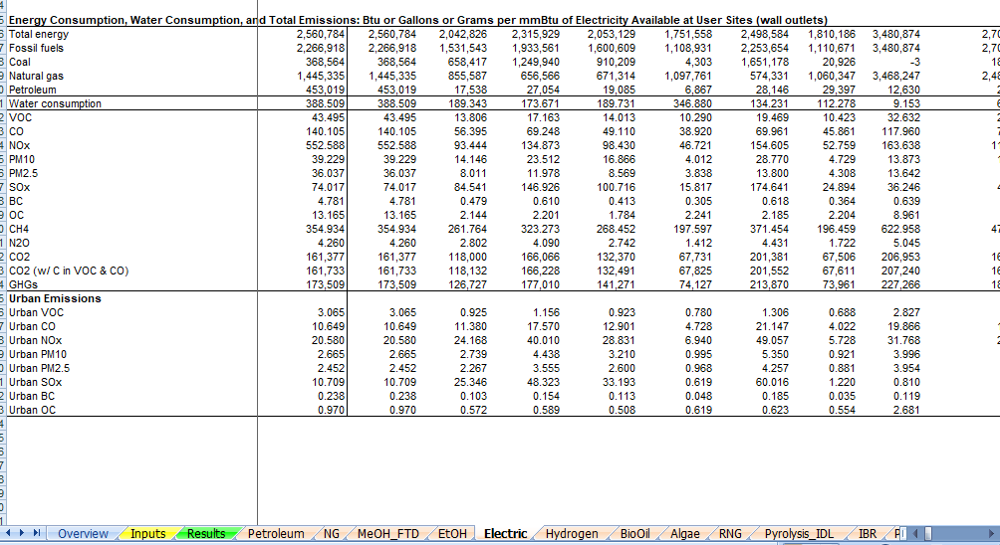 Energy Consumption, Water Consumption, and Total Emissions: Btu or Gallons or Grams per mmBtu of Electricity Available at User Sites (wall outlets)
Total energy 2,560,784 2,560,784 2,042,826 2,315,929 2,053,129 1,751,558 2,498,584 1,810,186 3,480,874
Fossil fuels 2,266,918 2,266,918 1,531,543 1,933,561 1,600,609 1,108,931 2,253,654 1,110,671 3,480,874
Coal 368,564 368,564 658,417 1,249,940 910,209 4,303 1,651,178 20,926 -3
Natural gas 1,445,335 1,445,335 855,587 656,566 671,314 1,097,761 574,331 1,060,347 3,468,247
Petroleum 453,019 453,019 17,538 27,054 19,085 6,867 28,146 29,397 12,630
Water consumption 388.509 388.509 189.343 173.671 189.731 346.880 134.231 112.278 9.153
VOC 43.495 43.495 13.806 17.163 14.013 10.290 19.469 10.423 32.632
CO 140.105 140.105 56.395 69.248 49.110 38.920 69.961 45.861 117.960
NOx 552.588 552.588 93.444 134.873 98.430 46.721 154.605 52.759 163.638
PM10 39.229 39.229 14.146 23.512 16.866 4.012 28.770 4.729 13.873
PM2.5 36.037 36.037 8.011 11.978 8.569 3.838 13.800 4.308 13.642
SOx 74.017 74.017 84.541 146.926 100.716 15.817 174.641 24.894 36.246
BC 4.781 4.781 0.479 0.610 0.413 0.305 0.618 0.364 0.639
OC 13.165 13.165 2.144 2.201 1.784 2.241 2.185 2.204 8.961
CH4 354.934 354.934 261.764 323.273 268.452 197.597 371.454 196.459 622.958
N2O 4.260 4.260 2.802 4.090 2.742 1.412 4.431 1.722 5.045
CO2 161,377 161,377 118,000 166,066 132,370 67,731 201,381 67,506 206,953
CO2 (w/ C in VOC & CO) 161,733 161,733 118,132 166,228 132,491 67,825 201,552 67,611 207,240
GHGs 173,509 173,509 126,727 177,010 141,271 74,127 213,870 73,961 227,266
Urban Emissions
Urban VOC 3.065 3.065 0.925 1.156 0.923 0.780 1.306 0.688 2.827
Urban CO 10.649 10.649 11.380 17.570 12.901 4.728 21.147 4.022 19.866
Urban NOx 20.580 20.580 24.168 40.010 28.831 6.940 49.057 5.728 31.768
Urban PM10 2.665 2.665 2.739 4.438 3.210 0.995 5.350 0.921 3.996
Urban PM2.5 2.452 2.452 2.267 3.555 2.600 0.968 4.257 0.881 3.954
Urban SOx 10.709 10.709 25.346 48.323 33.193 0.619 60.016 1.220 0.810
Urban BC 0.238 0.238 0.103 0.154 0.113 0.048 0.185 0.035 0.119
Urban OC 0.970 0.970 0.572 0.589 0.508 0.619 0.623 0.554 2.681
Overview Inputs Results Petroleum NG MeOH_FTD EtOH Electric Hydrogen BioOil Algae RNG Pyrolysis_IDL IBR